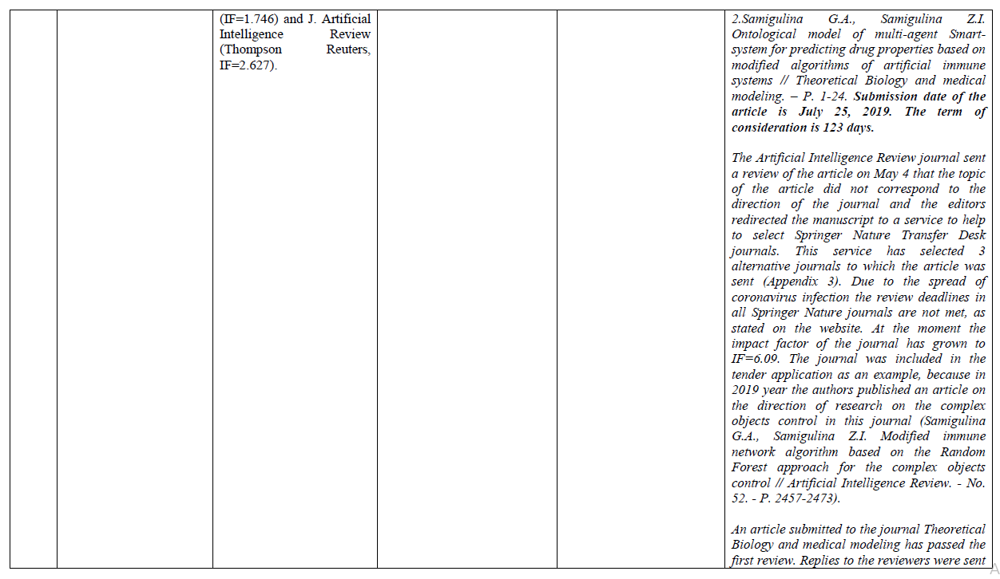 (IF=1.746) and J. Artificial
Intelligence Review
(Thompson Reuters,
IF=2.627).
2.Samigulina G.A., Samigulina Z.I.
Ontological model of multi-agent Smart-
system for predicting drug properties based on
modified algorithms of artificial immune
systems // Theoretical Biology and medical
modeling. – P. 1-24. Submission date of the
article is July 25, 2019. The term of
consideration is 123 days.
The Artificial Intelligence Review journal sent
a review of the article on May 4 that the topic
of the article did not correspond to the
direction of the journal and the editors
redirected the manuscript to a service to help
to select Springer Nature Transfer Desk
journals. This service has selected 3
alternative journals to which the article was
sent (Appendix 3). Due to the spread of
coronavirus infection the review deadlines in
all Springer Nature journals are not met, as
stated on the website. At the moment the
impact factor of the journal has grown to
IF=6.09. The journal was included in the
tender application as an example, because in
2019 year the authors published an article on
the direction of research on the complex
objects control in this journal (Samigulina
G.A., Samigulina Z.I. Modified immune
network algorithm based on the Random
Forest approach for the complex objects
control // Artificial Intelligence Review. - No.
52. - P. 2457-2473).
An article submitted to the journal Theoretical
Biology and medical modeling has passed the
first review. Replies to the reviewers were sent
A